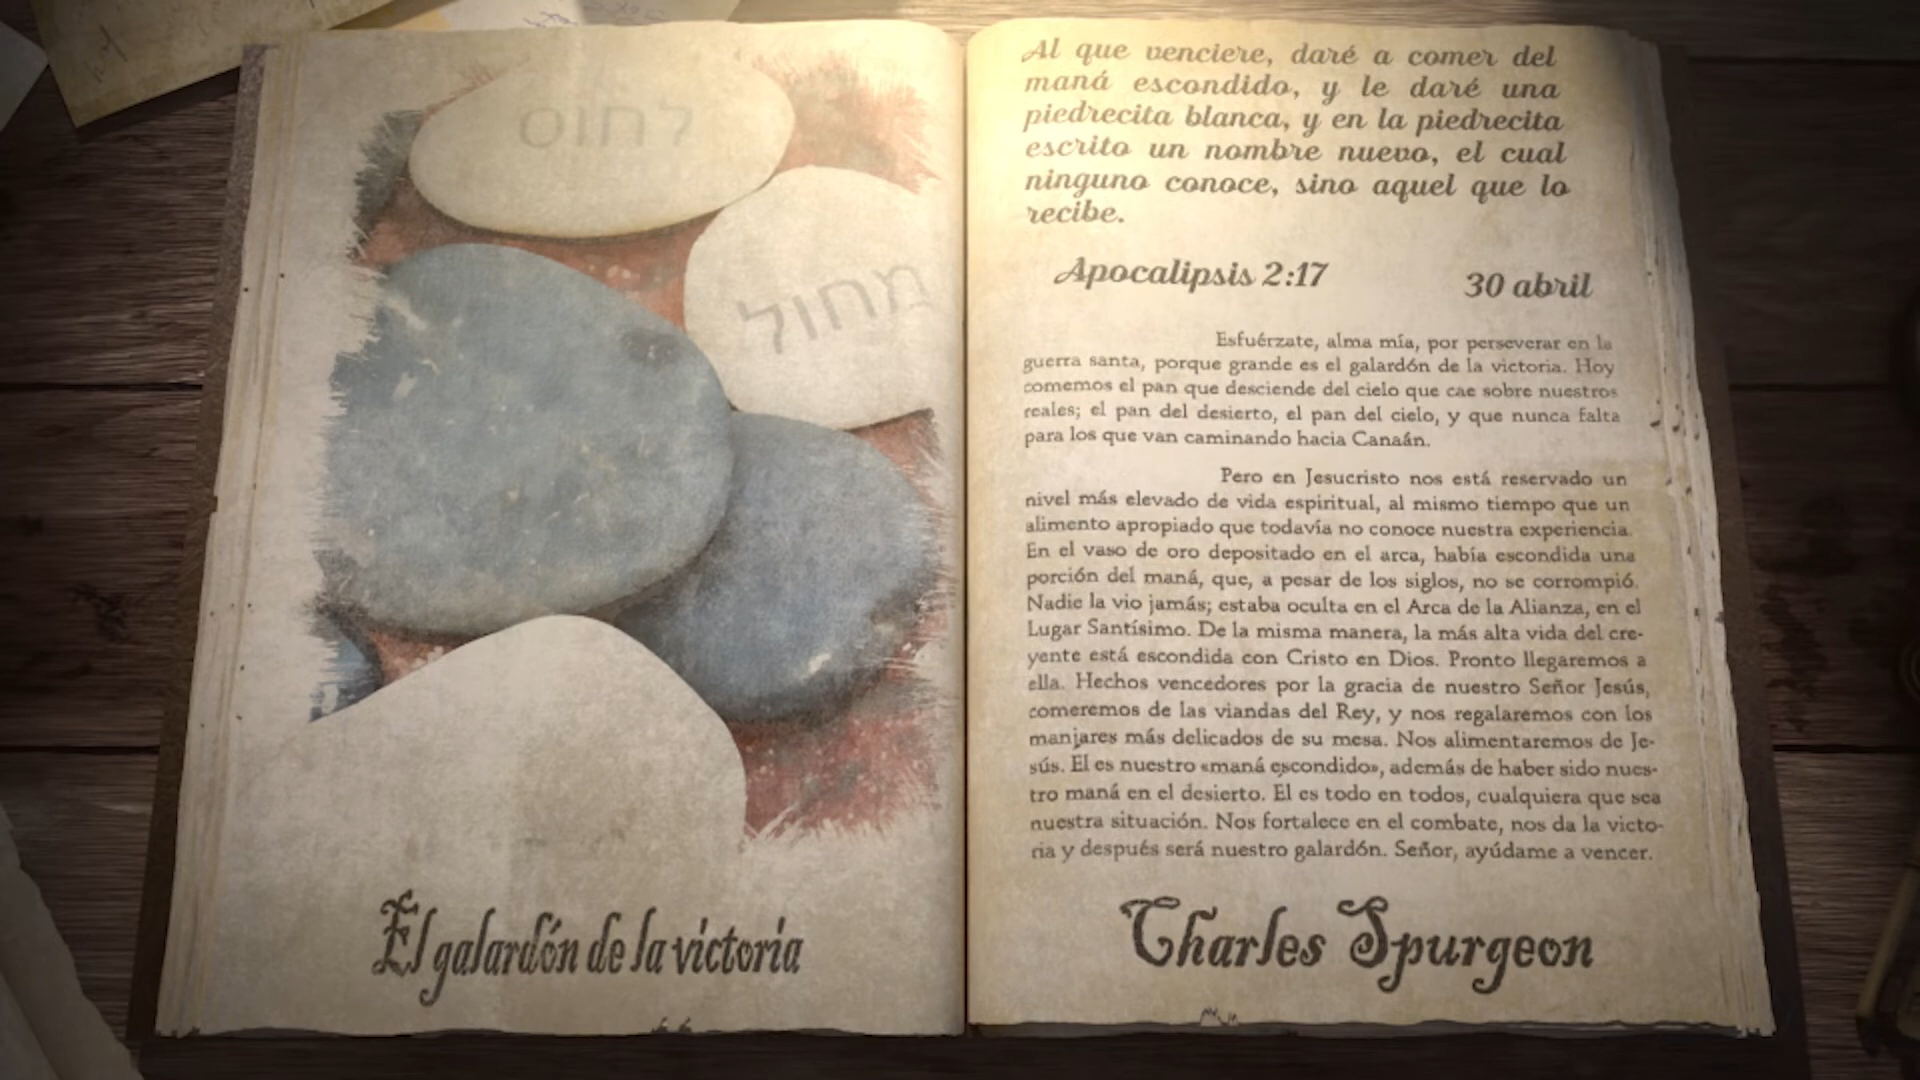 לחוס
מחול
El galardón de la victoria
Al que venciere, daré a comer del
maná escondido, y le daré una
piedrecita blanca, y en la piedrecita
escrito un nombre nuevo, el cual
ninguno conoce, sino aquel que lo
recibe.
Apocalipsis 2:17
30 abril
Esfuérzate, alma mía, por perseverar en la
guerra santa, porque grande es el galardón de la victoria. Hoy
comemos el pan que desciende del cielo que cae sobre nuestros
reales; el pan del desierto, el pan del cielo, y que nunca falta
para los que van caminando hacia Canaán.
Pero en Jesucristo nos está reservado un
nivel más elevado de vida espiritual, al mismo tiempo que un
alimento apropiado que todavía no conoce nuestra experiencia.
En el vaso de oro depositado en el arca, había escondida una
porción del maná, que, a pesar de los siglos, no se corrompió.
Nadie la vio jamás; estaba oculta en el Arca de la Alianza, en el
Lugar Santísimo. De la misma manera, la más alta vida del cre-
yente está escondida con Cristo en Dios. Pronto llegaremos a
ella. Hechos vencedores por la gracia de nuestro Señor Jesús,
comeremos de las viandas del Rey, y nos regalaremos con los
manjares más delicados de su mesa. Nos alimentaremos de Je-
sús. Él es nuestro «maná escondido», además de haber sido nues-
tro maná en el desierto. Él es todo en todos, cualquiera que sea
nuestra situación. Nos fortalece en el combate, nos da la victo-
ria y después será nuestro galardón. Señor, ayúdame a vencer.
Charles Spurgeon